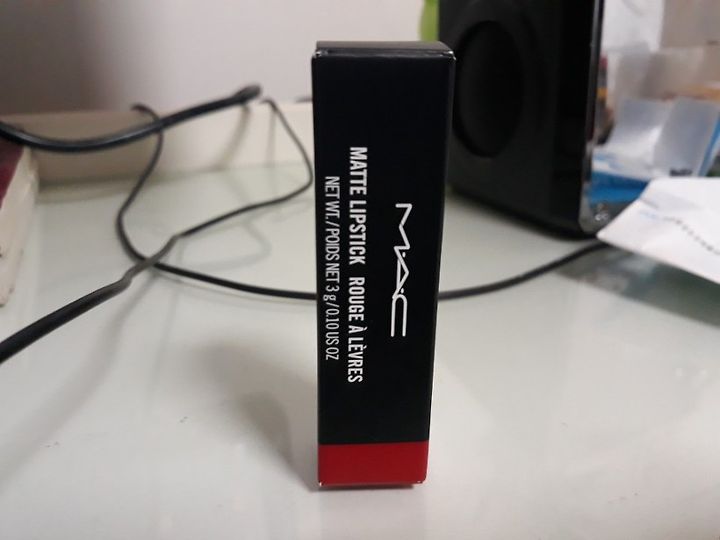 MAC
MATTE LIPSTICK ROUGE À LÈVRES
NET WT./POIDS NET 3 g/0.10 US OZ